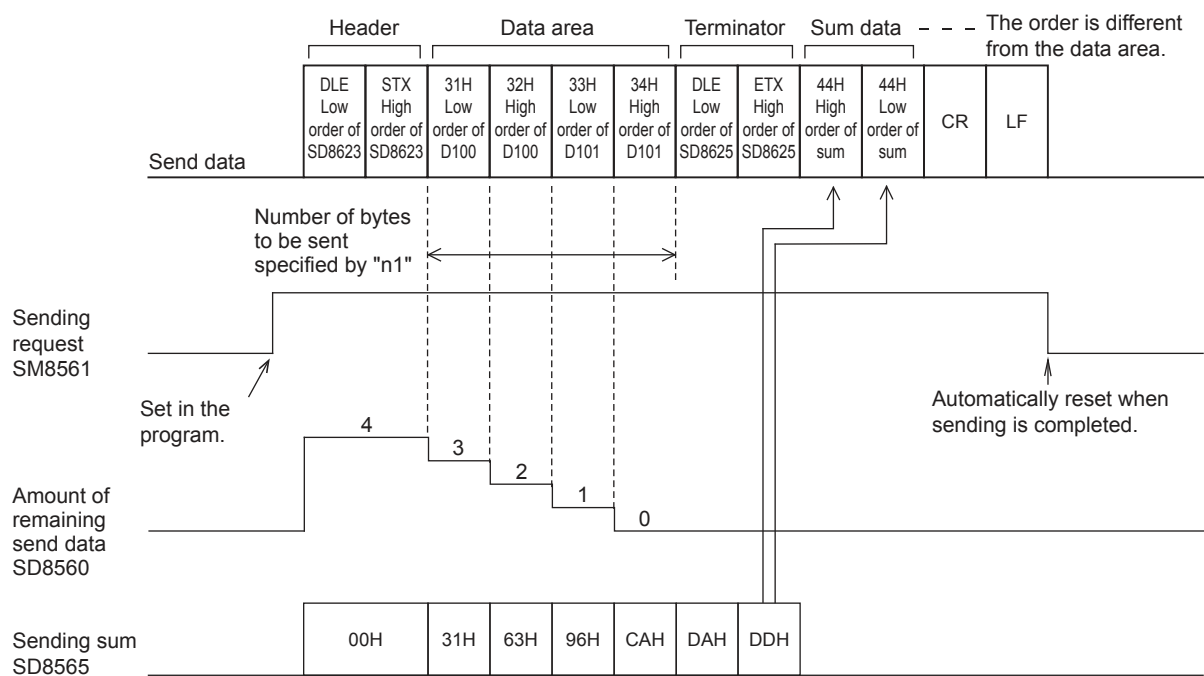 Header
Data area
Terminator
Sum data
The order is different
from the data area.
DLE
Low
order of
SD8623
STX
High
order of
SD8623
31H
Low
order of
D100
32H
High
order of
D100
33H
Low
order of
D101
34H
High
order of
D101
DLE
Low
order of
SD8625
ETX
High
order of
SD8625
44H
High
order of
sum
44H
Low
order of
sum
CR
LF
Send data
Number of bytes
to be sent
specified by "n1"
Sending
request
SM8561
Set in the
program.
Automatically reset when
sending is completed.
4
3
2
1
0
Amount of
remaining
send data
SD8560
Sending sum
SD8565
00H
31H
63H
96H
CAH
DAH
DDH